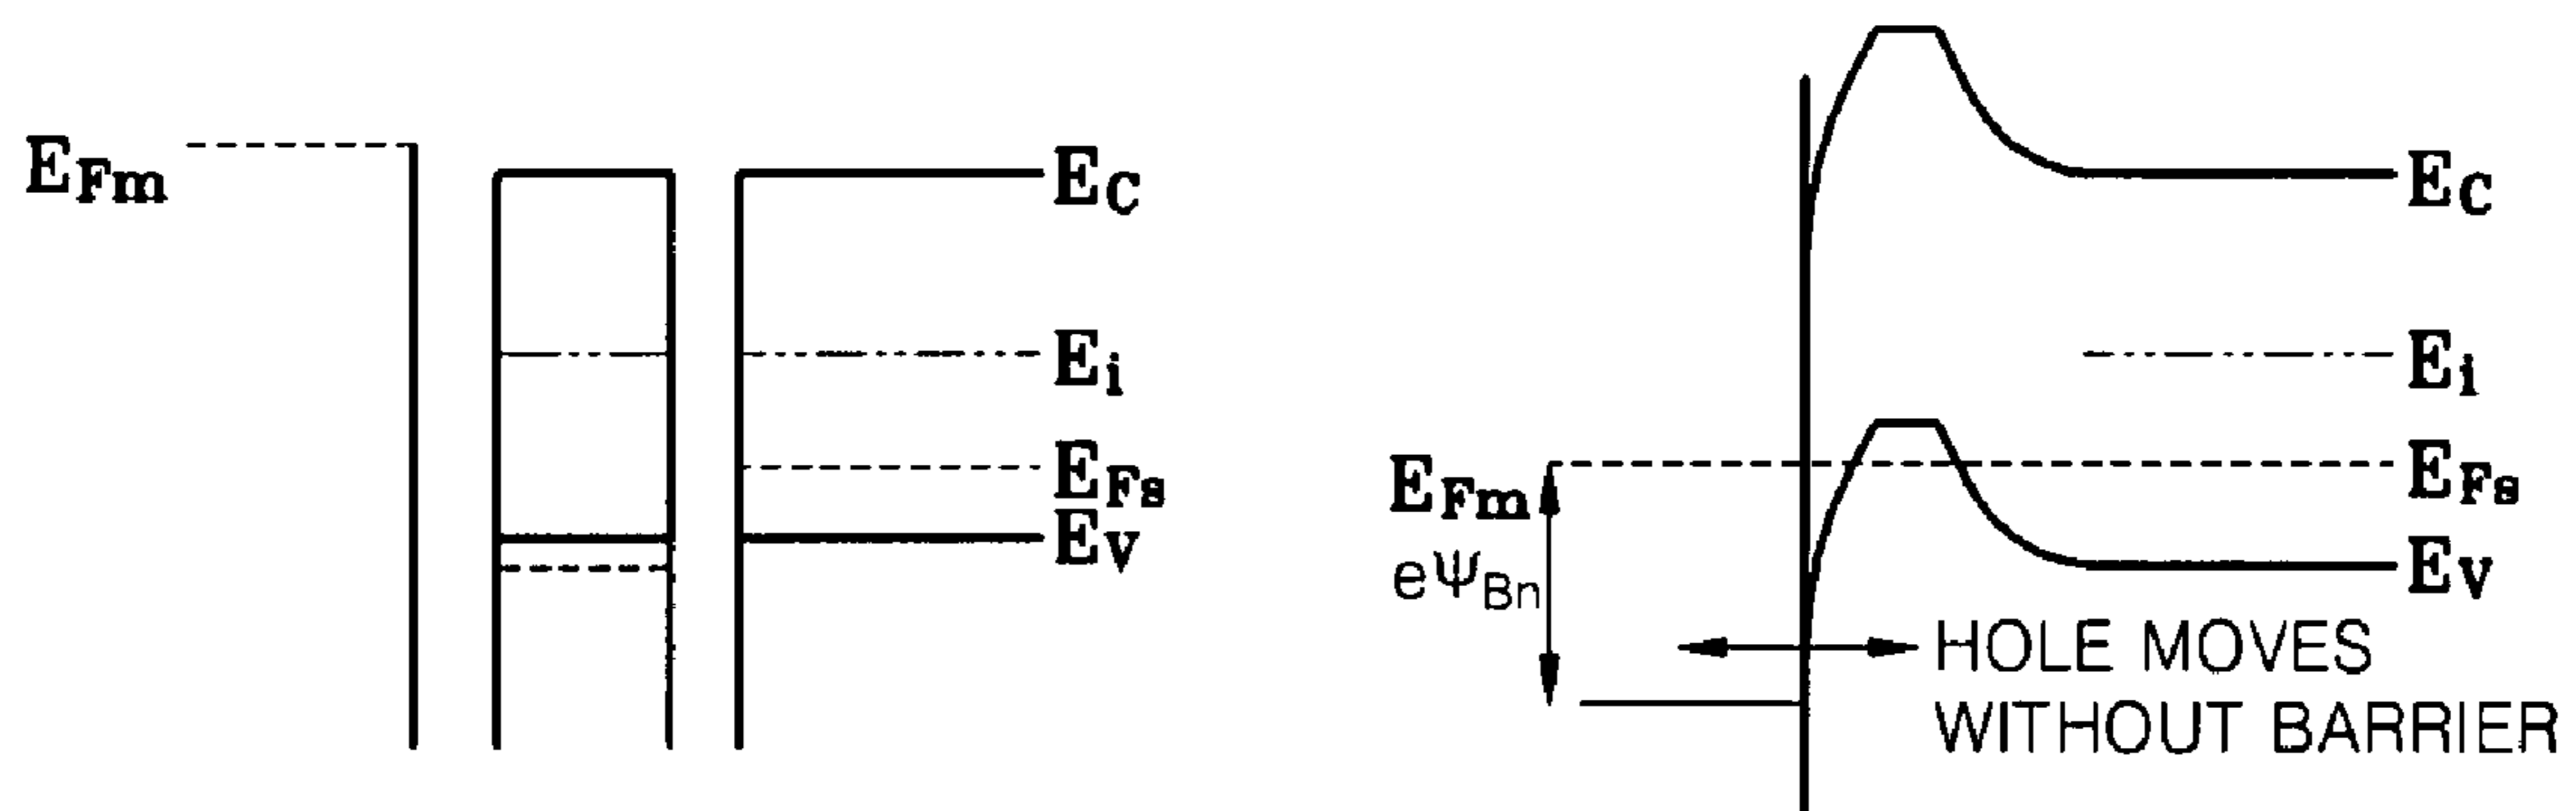 E_Fm
E_C
E_i
E_Fs
E_V
E_C
E_i
E_Fm
E_Fs
eΨ_Bn
E_V
HOLE MOVES
WITHOUT BARRIER